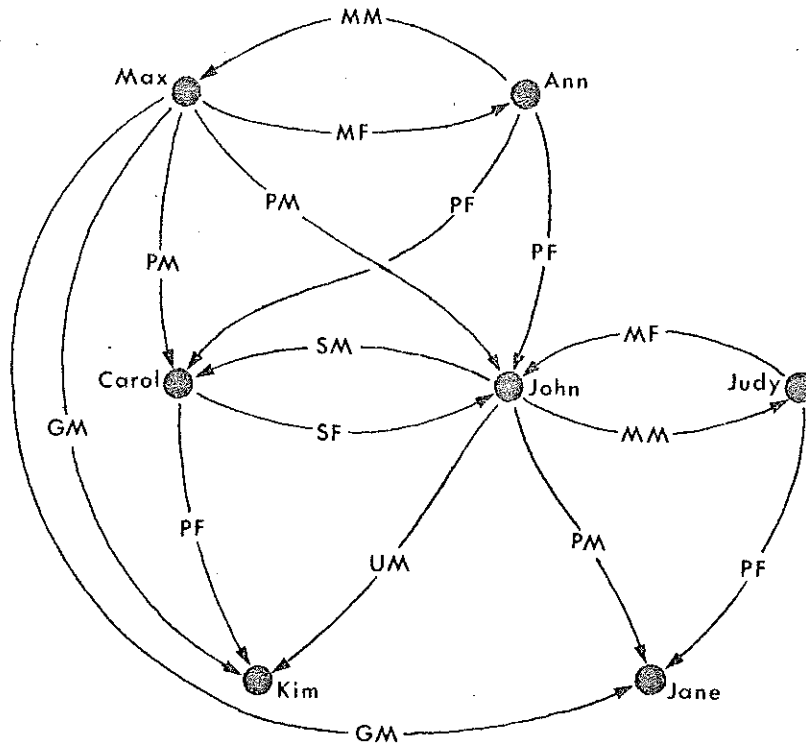 MM
Max
Ann
MF
PM
PF
PM
PF
SM
MF
Carol
John
Judy
GM
SF
MM
PF
UM
PM
PF
Kim
Jane
GM